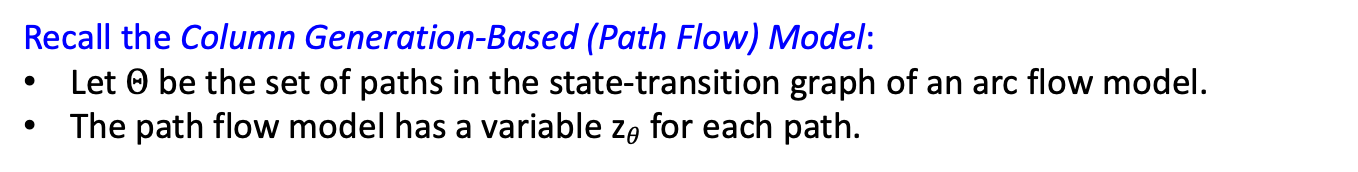 Recall the Column Generation-Based (Path Flow) Model:
• Let Θ be the set of paths in the state-transition graph of an arc flow model.
• The path flow model has a variable z_θ for each path.